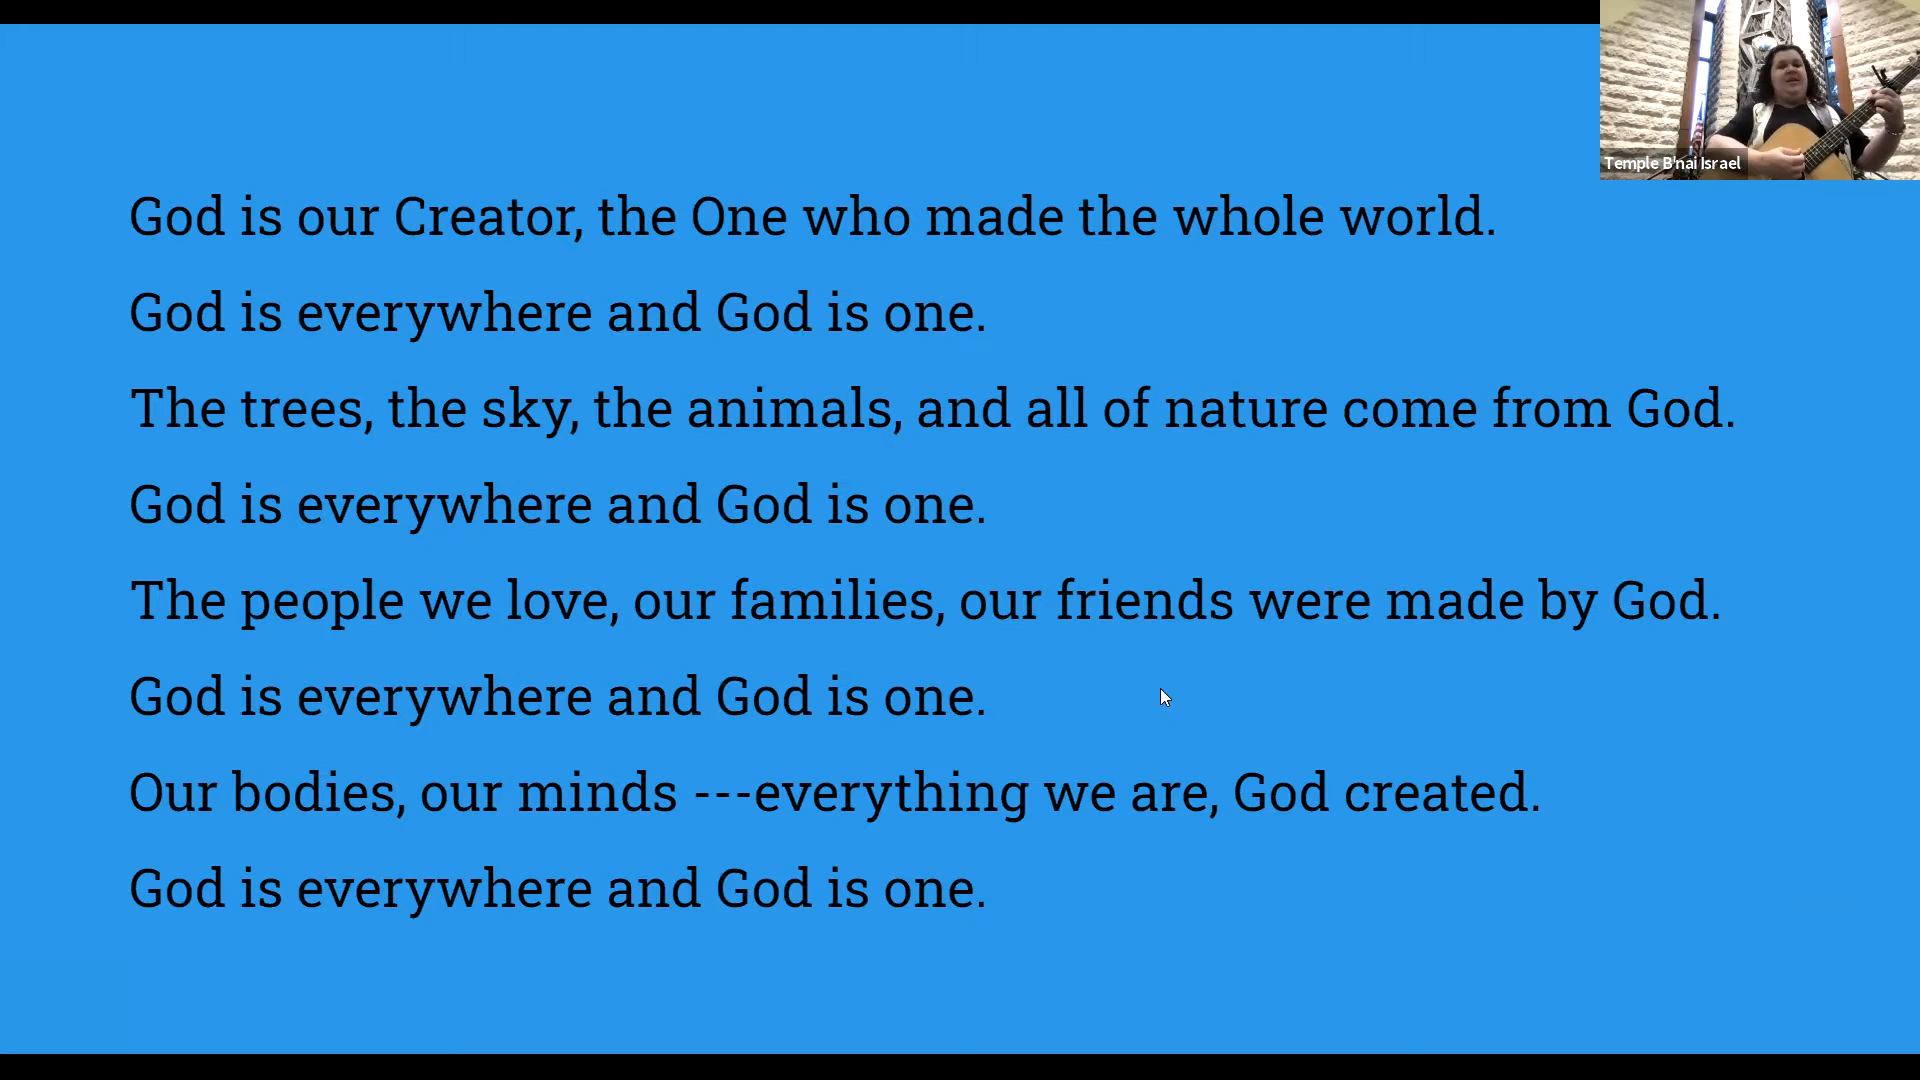 God is our Creator, the One who made the whole world.
God is everywhere and God is one.
The trees, the sky, the animals, and all of nature come from God.
God is everywhere and God is one.
The people we love, our families, our friends were made by God.
God is everywhere and God is one.
Our bodies, our minds ---everything we are, God created.
God is everywhere and God is one.
Temple B'nai Israel